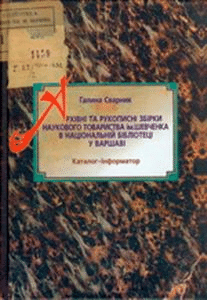 Галина Сварник
АРХІВНІ ТА РУКОПИСНІ ЗБІРКИ
НАУКОВОГО ТОВАРИСТВА ім.ШЕВЧЕНКА
В НАЦІОНАЛЬНІЙ БІБЛІОТЕЦІ
У ВАРШАВІ
Каталог-інформатор